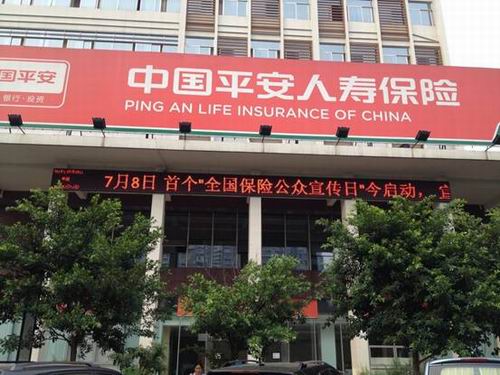 中国平安
银行·投资
中国平安人寿保险
PING AN LIFE INSURANCE OF CHINA
7月8日 首个"全国保险公众宣传日"今启动，宣